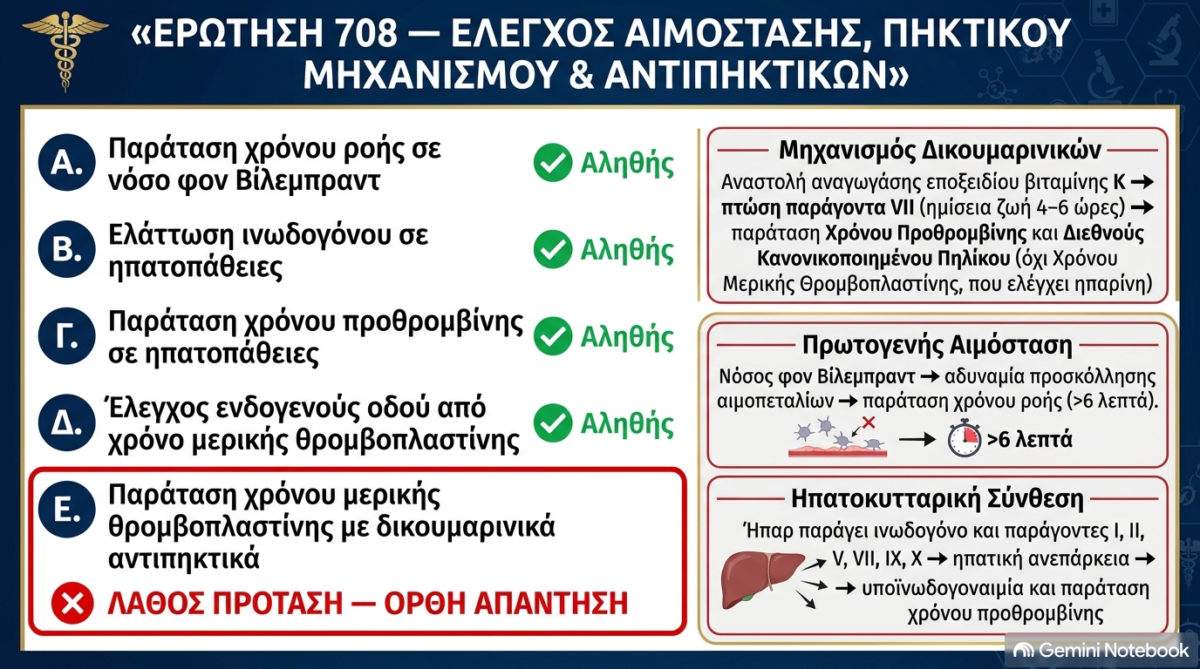 «ΕΡΩΤΗΣΗ 708 — ΕΛΕΓΧΟΣ ΑΙΜΟΣΤΑΣΗΣ, ΠΗΚΤΙΚΟΥ
ΜΗΧΑΝΙΣΜΟΥ & ΑΝΤΙΠΗΚΤΙΚΩΝ»
Α. Παράταση χρόνου ροής σε
νόσο φον Βίλεμπραντ
Αληθής
Β. Ελάττωση ινωδογόνου σε
ηπατοπάθειες
Αληθής
Γ. Παράταση χρόνου προθρομβίνης
σε ηπατοπάθειες
Αληθής
Δ. Έλεγχος ενδογενούς οδού από
χρόνο μερικής θρομβοπλαστίνης
Αληθής
Ε. Παράταση χρόνου μερικής
θρομβοπλαστίνης με δικουμαρινικά
αντιπηκτικά
ΛΑΘΟΣ ΠΡΟΤΑΣΗ — ΟΡΘΗ ΑΠΑΝΤΗΣΗ
Μηχανισμός Δικουμαρινικών
Αναστολή αναγωγάσης εποξειδίου βιταμίνης Κ →
πτώση παράγοντα VII (ημίσεια ζωή 4–6 ώρες) →
παράταση Χρόνου Προθρομβίνης και Διεθνούς
Κανονικοποιημένου Πηλίκου (όχι Χρόνου
Μερικής Θρομβοπλαστίνης, που ελέγχει ηπαρίνη)
Πρωτογενής Αιμόσταση
Νόσος φον Βίλεμπραντ → αδυναμία προσκόλλησης
αιμοπεταλίων → παράταση χρόνου ροής (>6 λεπτά).
>6 λεπτά
Ηπατοκυτταρική Σύνθεση
Ήπαρ παράγει ινωδογόνο και παράγοντες I, II,
V, VII, IX, X → ηπατική ανεπάρκεια →
→ υποϊνωδογοναιμία και παράταση
χρόνου προθρομβίνης
Gemini Notebook